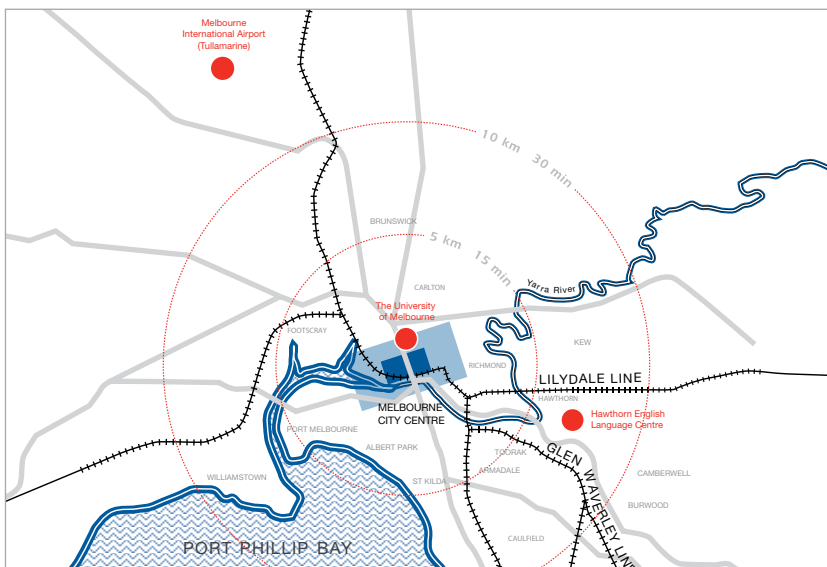 Melbourne
International Airport
(Tullamarine)
10 km 30 min
BRUNSWICK
5 km 15 min
CARLTON
Yarra River
The University
of Melbourne
FOOTSCRAY
KEW
RICHMOND
LILYDALE LINE
HAWTHORN
MELBOURNE
CITY CENTRE
Hawthorn English
Language Centre
PORT MELBOURNE
ALBERT PARK
TOORAK
GLEN WAVERLEY LINE
ARMADALE
CAMBERWELL
WILLIAMSTOWN
ST KILDA
BURWOOD
CAULFIELD
PORT PHILLIP BAY